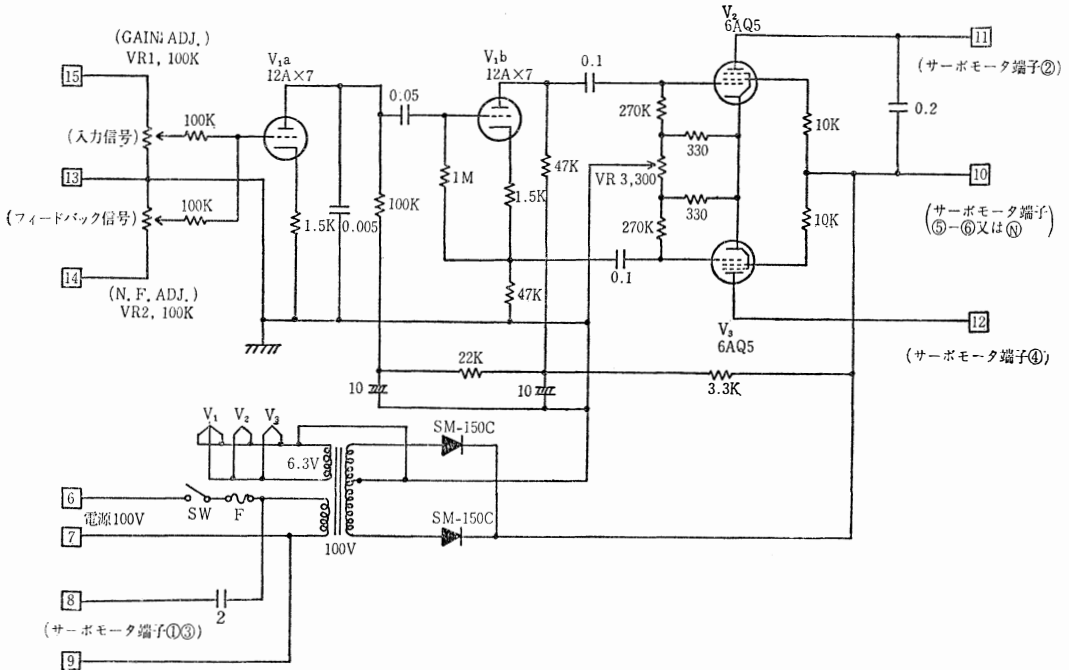 (GAIN ADJ.)
VR1, 100K
15
(入力信号)
100K
13
(フィードバック信号)
100K
14
(N. F. ADJ.)
VR2, 100K
V₁a
12A×7
1.5K
0.005
0.05
100K
1M
V₁b
12A×7
1.5K
47K
47K
0.1
0.1
270K
330
VR 3,300
330
270K
V₂
6AQ5
10K
10K
V₃
6AQ5
0.2
11
(サーボモータ端子②)
10
(サーボモータ端子
⑤-⑥又はⓃ)
12
(サーボモータ端子④)
22K
3.3K
10
10
V₁
V₂
V₃
6.3V
SM-150C
SM-150C
100V
6
電源100V
SW
F
7
8
2
(サーボモータ端子①③)
9